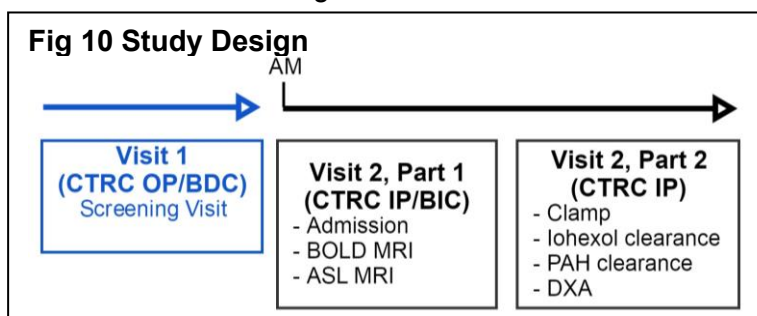 Fig 10 Study Design
AM
Visit 1
(CTRC OP/BDC)
Screening Visit
Visit 2, Part 1
(CTRC IP/BIC)
- Admission
- BOLD MRI
- ASL MRI
Visit 2, Part 2
(CTRC IP)
- Clamp
- Iohexol clearance
- PAH clearance
- DXA